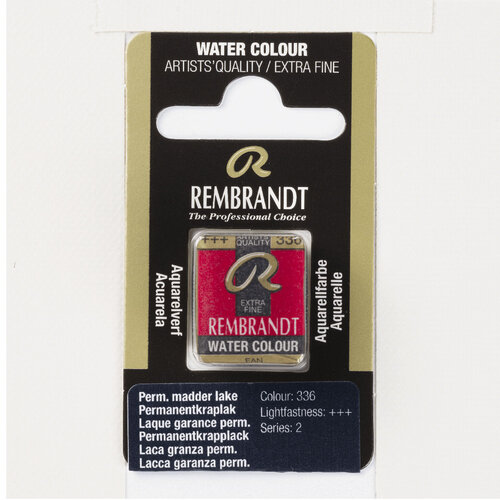 WATER COLOUR
ARTISTS' QUALITY / EXTRA FINE
R
REMBRANDT
The Professional Choice
Aquarelverf
Acuarela
+++ ARTISTS' 336
QUALITY
R
EXTRA
FINE
REMBRANDT
WATER COLOUR
Aquarellfarbe
Aquarelle
Perm. madder lake
Permanentkraplak
Laque garance perm.
Permanentkrapplack
Laca granza perm.
Lacca garanza perm.
Colour: 336
Lightfastness: +++
Series: 2